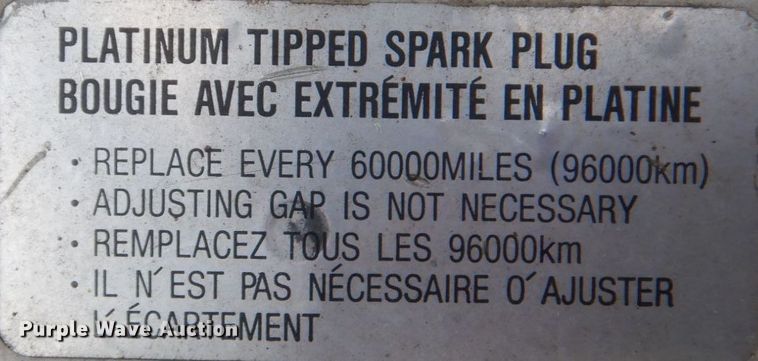 PLATINUM TIPPED SPARK PLUG
BOUGIE AVEC EXTRÉMITÉ EN PLATINE
· REPLACE EVERY 60000MILES (96000km)
· ADJUSTING GAP IS NOT NECESSARY
· REMPLACEZ TOUS LES 96000km
· IL N´EST PAS NÉCESSAIRE O´AJUSTER
L´ÉCARTEMENT
Purple Wave Auction